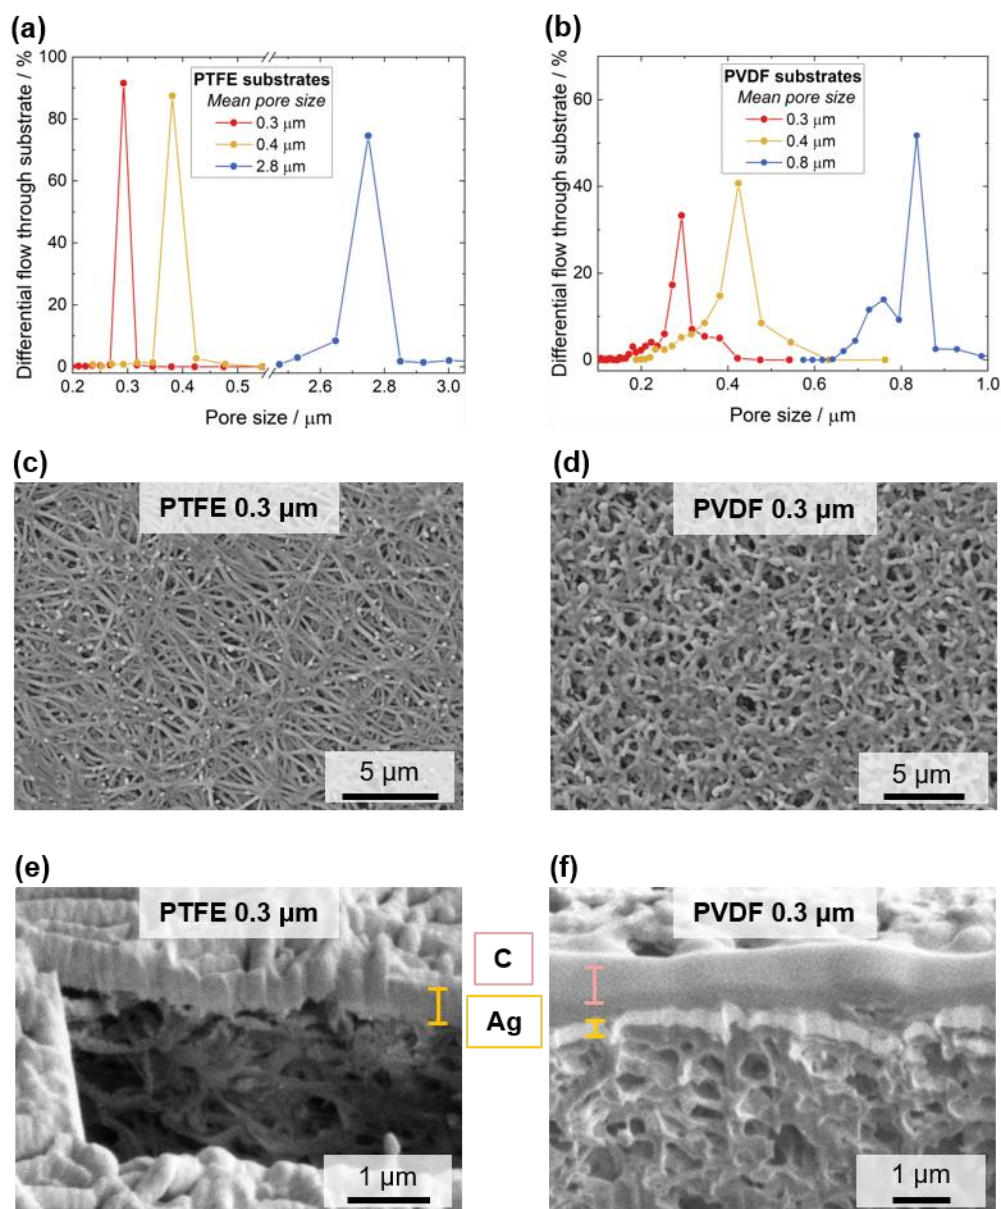 (a)
Differential flow through substrate / %
100
80
60
40
20
0
0.2
0.3
0.4
0.5
2.6
2.8
3.0
Pore size / μm
PTFE substrates
Mean pore size
0.3 μm
0.4 μm
2.8 μm
(b)
Differential flow through substrate / %
60
40
20
0
0.2
0.4
0.6
0.8
1.0
Pore size / μm
PVDF substrates
Mean pore size
0.3 μm
0.4 μm
0.8 μm
(c)
PTFE 0.3 μm
5 μm
(d)
PVDF 0.3 μm
5 μm
(e)
PTFE 0.3 μm
1 μm
C
Ag
(f)
PVDF 0.3 μm
1 μm